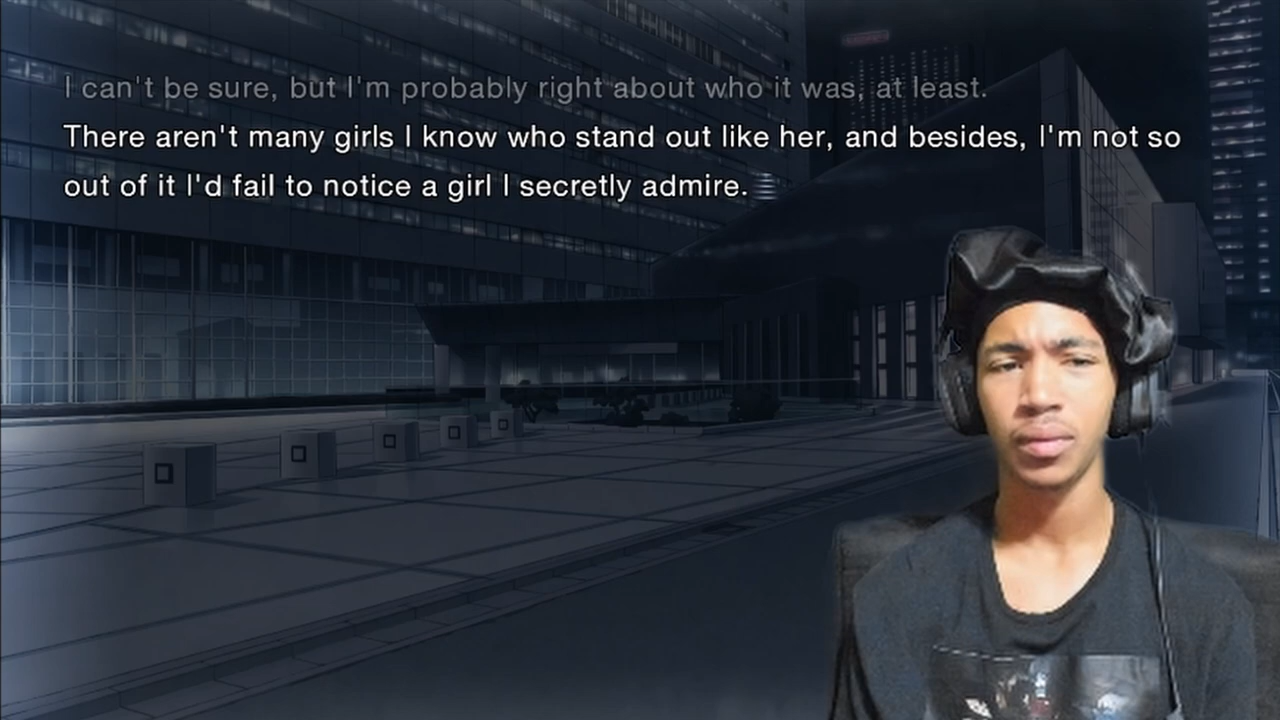 I can't be sure, but I'm probably right about who it was, at least.
There aren't many girls I know who stand out like her, and besides, I'm not so
out of it I'd fail to notice a girl I secretly admire.